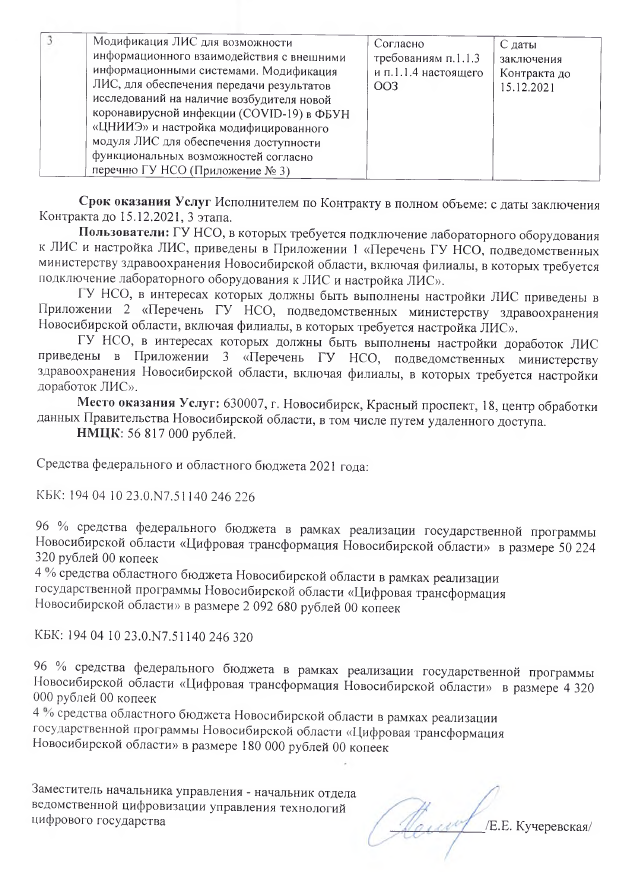 3
Модификация ЛИС для возможности
информационного взаимодействия с внешними
информационными системами. Модификация
ЛИС, для обеспечения передачи результатов
исследований на наличие возбудителя новой
коронавирусной инфекции (COVID-19) в ФБУН
«ЦНИИЭ» и настройка модифицированного
модуля ЛИС для обеспечения доступности
функциональных возможностей согласно
перечню ГУ НСО (Приложение № 3)
Согласно
требованиям п.1.1.3
и п.1.1.4 настоящего
ООЗ
С даты
заключения
Контракта до
15.12.2021
Срок оказания Услуг Исполнителем по Контракту в полном объеме: с даты заключения
Контракта до 15.12.2021, 3 этапа.
Пользователи: ГУ НСО, в которых требуется подключение лабораторного оборудования
к ЛИС и настройка ЛИС, приведены в Приложении 1 «Перечень ГУ НСО, подведомственных
министерству здравоохранения Новосибирской области, включая филиалы, в которых требуется
подключение лабораторного оборудования к ЛИС и настройка ЛИС».
ГУ НСО, в интересах которых должны быть выполнены настройки ЛИС приведены в
Приложении 2 «Перечень ГУ НСО, подведомственных министерству здравоохранения
Новосибирской области, включая филиалы, в которых требуется настройка ЛИС».
ГУ НСО, в интересах которых должны быть выполнены настройки доработок ЛИС
приведены в Приложении 3 «Перечень ГУ НСО, подведомственных министерству
здравоохранения Новосибирской области, включая филиалы, в которых требуется настройки
доработок ЛИС».
Место оказания Услуг: 630007, г. Новосибирск, Красный проспект, 18, центр обработки
данных Правительства Новосибирской области, в том числе путем удаленного доступа.
НМЦК: 56 817 000 рублей.
Средства федерального и областного бюджета 2021 года:
КБК: 194 04 10 23.0.N7.51140 246 226
96 % средства федерального бюджета в рамках реализации государственной программы
Новосибирской области «Цифровая трансформация Новосибирской области» в размере 50 224
320 рублей 00 копеек
4 % средства областного бюджета Новосибирской области в рамках реализации
государственной программы Новосибирской области «Цифровая трансформация
Новосибирской области» в размере 2 092 680 рублей 00 копеек
КБК: 194 04 10 23.0.N7.51140 246 320
96 % средства федерального бюджета в рамках реализации государственной программы
Новосибирской области «Цифровая трансформация Новосибирской области» в размере 4 320
000 рублей 00 копеек
4 % средства областного бюджета Новосибирской области в рамках реализации
государственной программы Новосибирской области «Цифровая трансформация
Новосибирской области» в размере 180 000 рублей 00 копеек
Заместитель начальника управления - начальник отдела
ведомственной цифровизации управления технологий
цифрового государства
/Е.Е. Кучеревская/